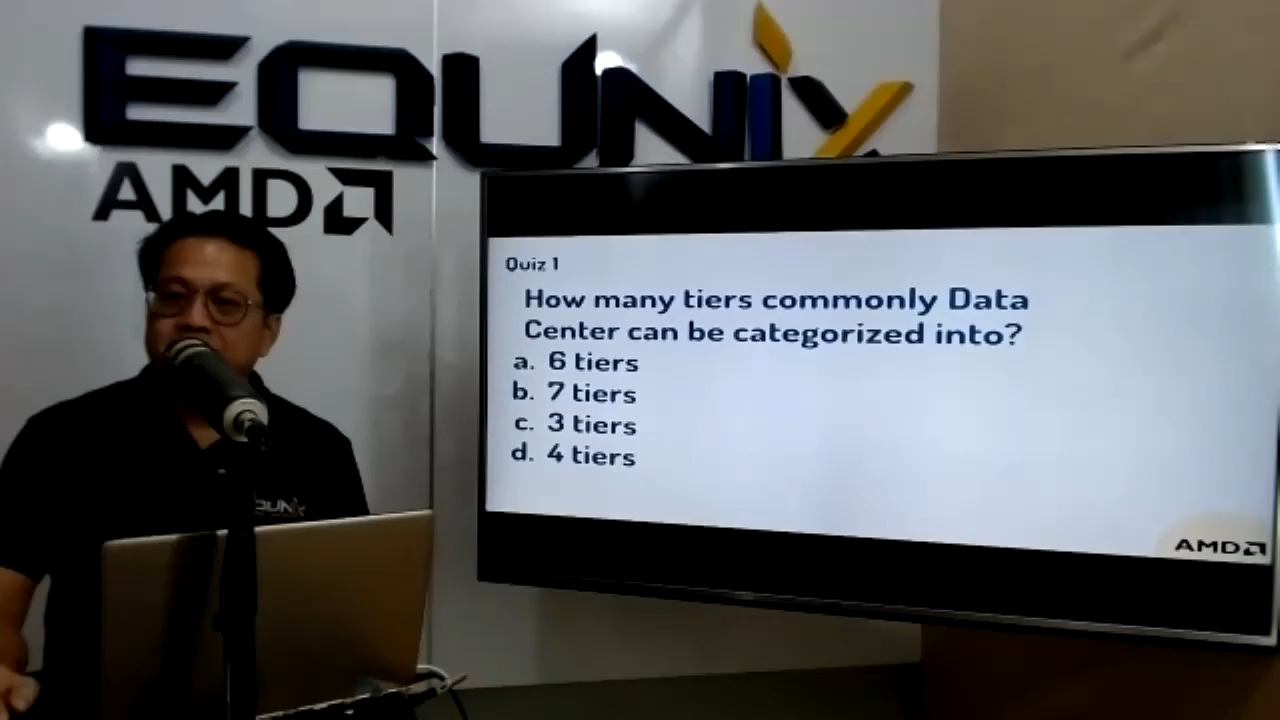 EQUNIX
AMD
Quiz 1
How many tiers commonly Data
Center can be categorized into?
a. 6 tiers
b. 7 tiers
c. 3 tiers
d. 4 tiers
AMD